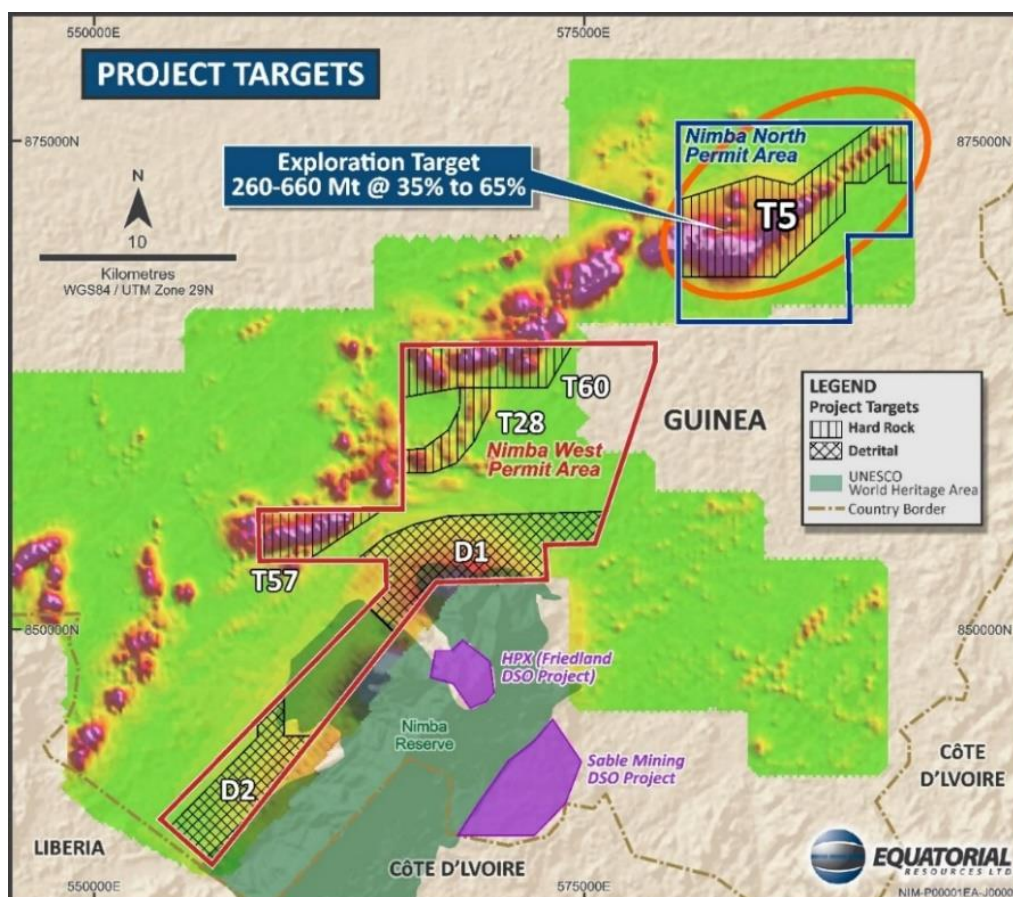 550000E
575000E
PROJECT TARGETS
875000N
875000N
Nimba North
Permit Area
Exploration Target
260-660 Mt @ 35% to 65%
N
T5
10
Kilometres
WGS84 / UTM Zone 29N
T60
T28
GUINEA
Nimba West
Permit Area
LEGEND
Project Targets
Hard Rock
Detrital
UNESCO
World Heritage Area
Country Border
D1
T57
850000N
850000N
HPX (Friedland
DSO Project)
Nimba
Reserve
Sable Mining
DSO Project
CÔTE
D'LVOIRE
D2
LIBERIA
CÔTE D'LVOIRE
EQUATORIAL
RESOURCES LTD
550000E
575000E
NIM-P00001EA-J0000